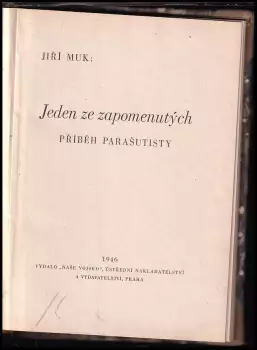 JIŘÍ MUK:
Jeden ze zapomenutých
PŘÍBĚH PARAŠUTISTY
1946
VYDALO „NAŠE VOJSKO", ÚSTŘEDNÍ NAKLADATELSTVÍ
A VYDAVATELSTVÍ, PRAHA